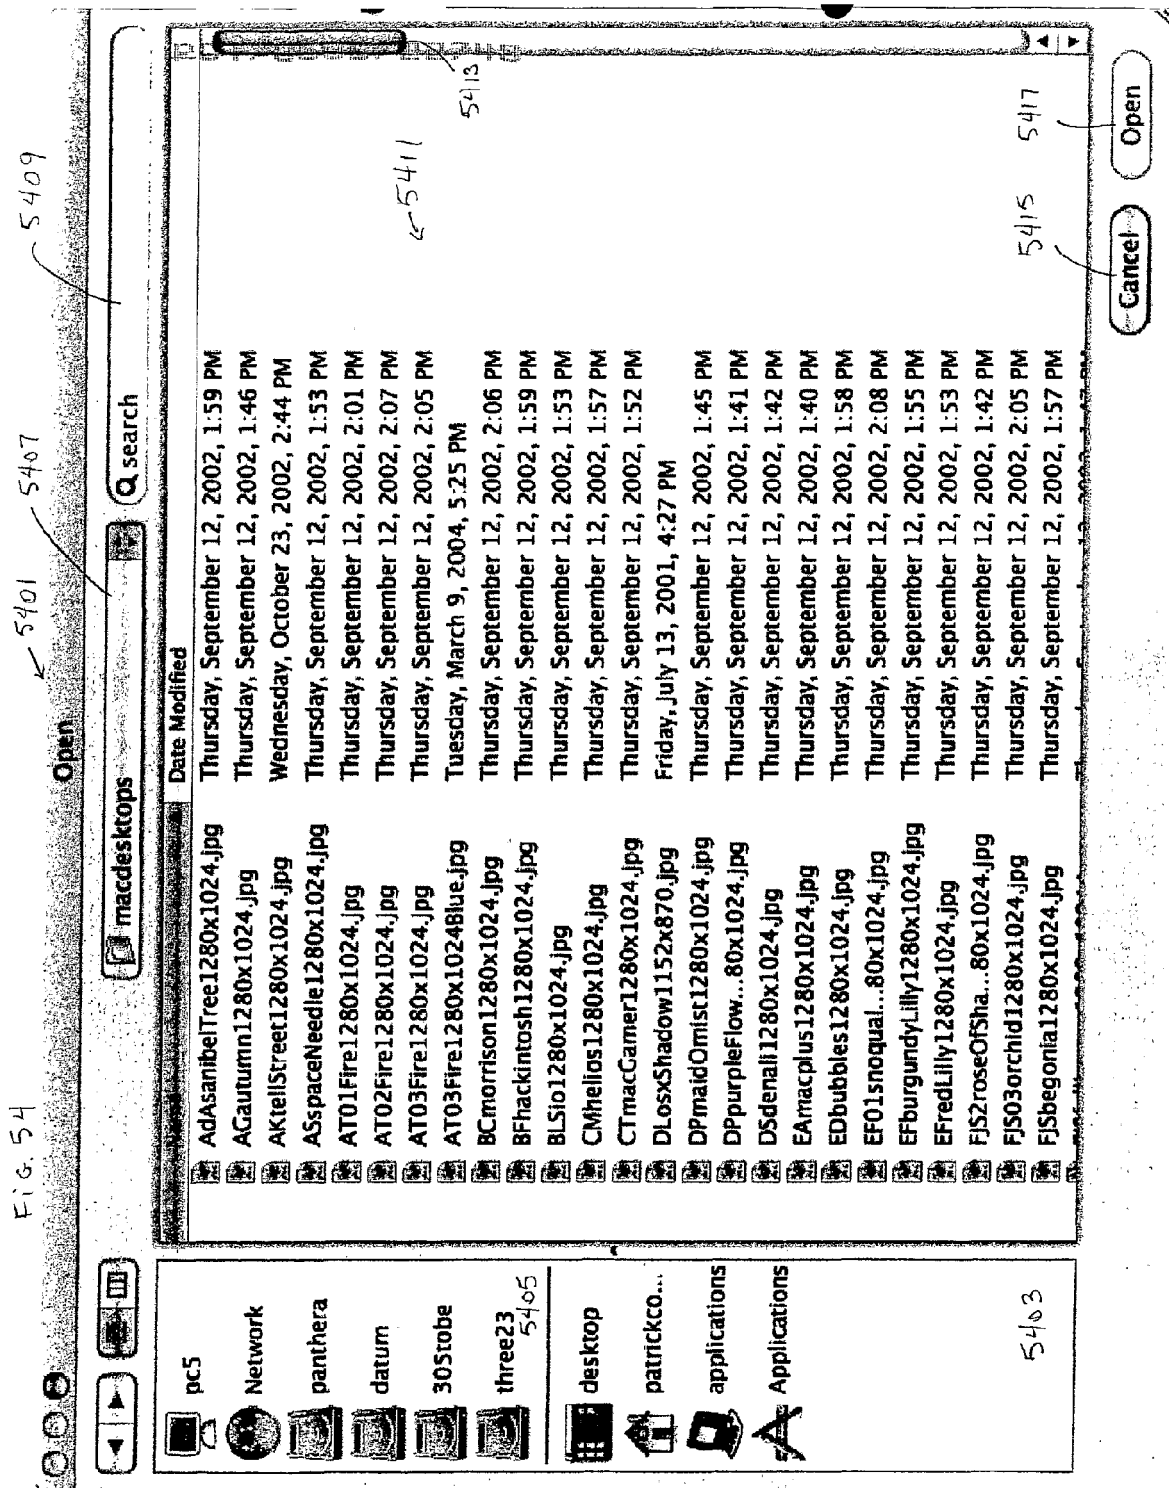 FIG. 54
5401
5407
5409
Open
macdesktops
search
pc5
Network
panthera
datum
305tobe
three23
5405
desktop
patrickco...
applications
Applications
5403
Date Modified
AdAsanibelTree1280x1024.jpg Thursday, September 12, 2002, 1:59 PM
AGautumn1280x1024.jpg Thursday, September 12, 2002, 1:46 PM
AKtellStreet1280x1024.jpg Wednesday, October 23, 2002, 2:44 PM
ASspaceNeedle1280x1024.jpg Thursday, September 12, 2002, 1:53 PM
AT01Fire1280x1024.jpg Thursday, September 12, 2002, 2:01 PM
AT02Fire1280x1024.jpg Thursday, September 12, 2002, 2:07 PM
AT03Fire1280x1024.jpg Thursday, September 12, 2002, 2:05 PM
AT03Fire1280x1024Blue.jpg Tuesday, March 9, 2004, 5:25 PM
BCmorrison1280x1024.jpg Thursday, September 12, 2002, 2:06 PM
BFhackintosh1280x1024.jpg Thursday, September 12, 2002, 1:59 PM
BLSio1280x1024.jpg Thursday, September 12, 2002, 1:53 PM
CMhelios1280x1024.jpg Thursday, September 12, 2002, 1:57 PM
CTmacGamer1280x1024.jpg Thursday, September 12, 2002, 1:52 PM
DLosxShadow1152x870.jpg Friday, July 13, 2001, 4:27 PM
DPmaidOmist1280x1024.jpg Thursday, September 12, 2002, 1:45 PM
DPpurpleFlow...80x1024.jpg Thursday, September 12, 2002, 1:41 PM
DSdenali1280x1024.jpg Thursday, September 12, 2002, 1:42 PM
EAmacplus1280x1024.jpg Thursday, September 12, 2002, 1:40 PM
EDbubbles1280x1024.jpg Thursday, September 12, 2002, 1:58 PM
EF01snoqual...80x1024.jpg Thursday, September 12, 2002, 2:08 PM
EFburgundyLilly1280x1024.jpg Thursday, September 12, 2002, 1:55 PM
EFredLilly1280x1024.jpg Thursday, September 12, 2002, 1:53 PM
FJS2roseOfSha...80x1024.jpg Thursday, September 12, 2002, 1:42 PM
FJS03orchid1280x1024.jpg Thursday, September 12, 2002, 2:05 PM
FJSbegonia1280x1024.jpg Thursday, September 12, 2002, 1:57 PM
5413
5411
5415
5417
Cancel
Open